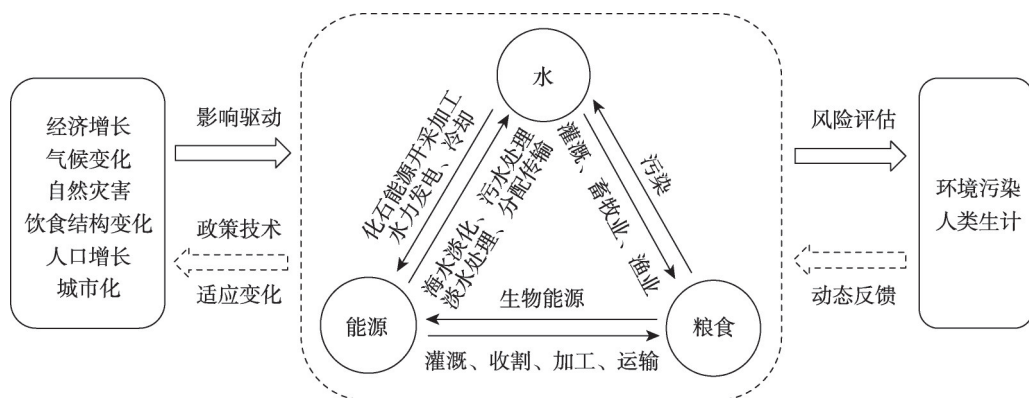 经济增长
气候变化
自然灾害
饮食结构变化
人口增长
城市化
影响驱动
政策技术
适应变化
水
化石能源开采加工
水力发电、冷却
海水淡化、污水处理
淡水处理、分配传输
灌溉、畜牧业、渔业
污染
能源
生物能源
灌溉、收割、加工、运输
粮食
风险评估
动态反馈
环境污染
人类生计